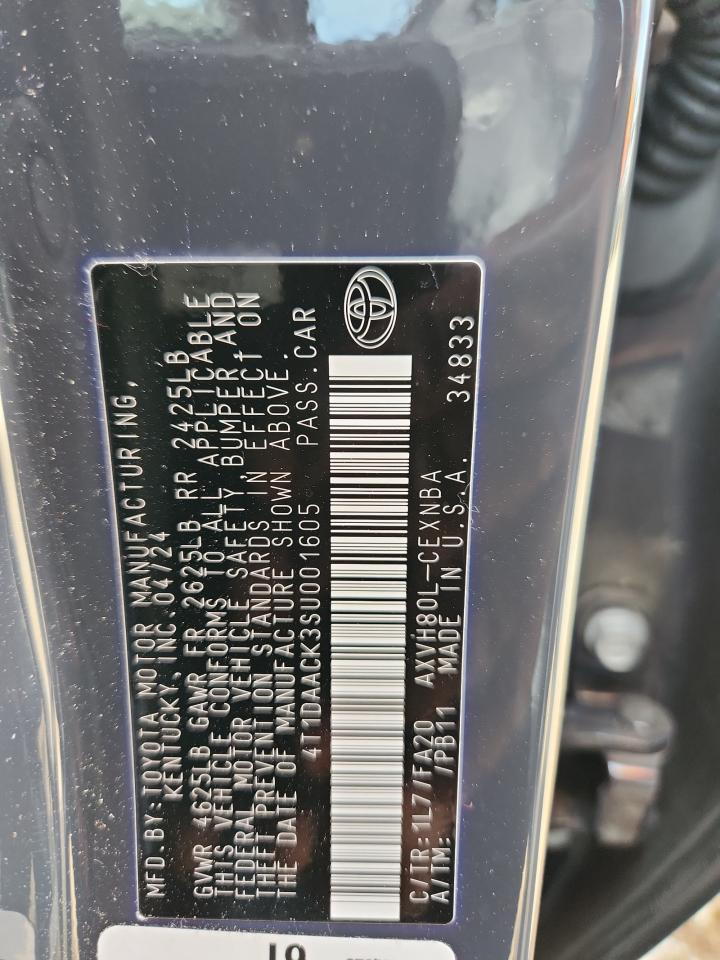 MFD. BY: TOYOTA MOTOR MANUFACTURING,
KENTUCKY, INC. 04/24
GVWR 4625LB GAWR FR 2625LB RR 2425LB
THIS VEHICLE CONFORMS TO ALL APPLICABLE
FEDERAL MOTOR VEHICLE SAFETY, BUMPER AND
THEFT PREVENTION STANDARDS IN EFFECT ON
THE DATE OF MANUFACTURE SHOWN ABOVE.
4T1DAACK3SU001605 PASS.CAR
C/TR: 1L7/FA20 AXVH80L-CEXNBA
A/TM: /PB11 MADE IN U.S.A. 34833